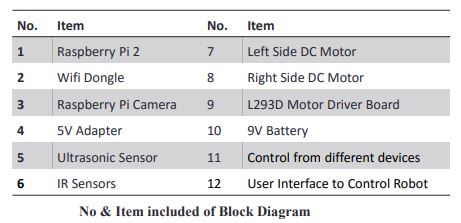 No. Item No. Item
1 Raspberry Pi 2 7 Left Side DC Motor
2 Wifi Dongle 8 Right Side DC Motor
3 Raspberry Pi Camera 9 L293D Motor Driver Board
4 5V Adapter 10 9V Battery
5 Ultrasonic Sensor 11 Control from different devices
6 IR Sensors 12 User Interface to Control Robot
No & Item included of Block Diagram